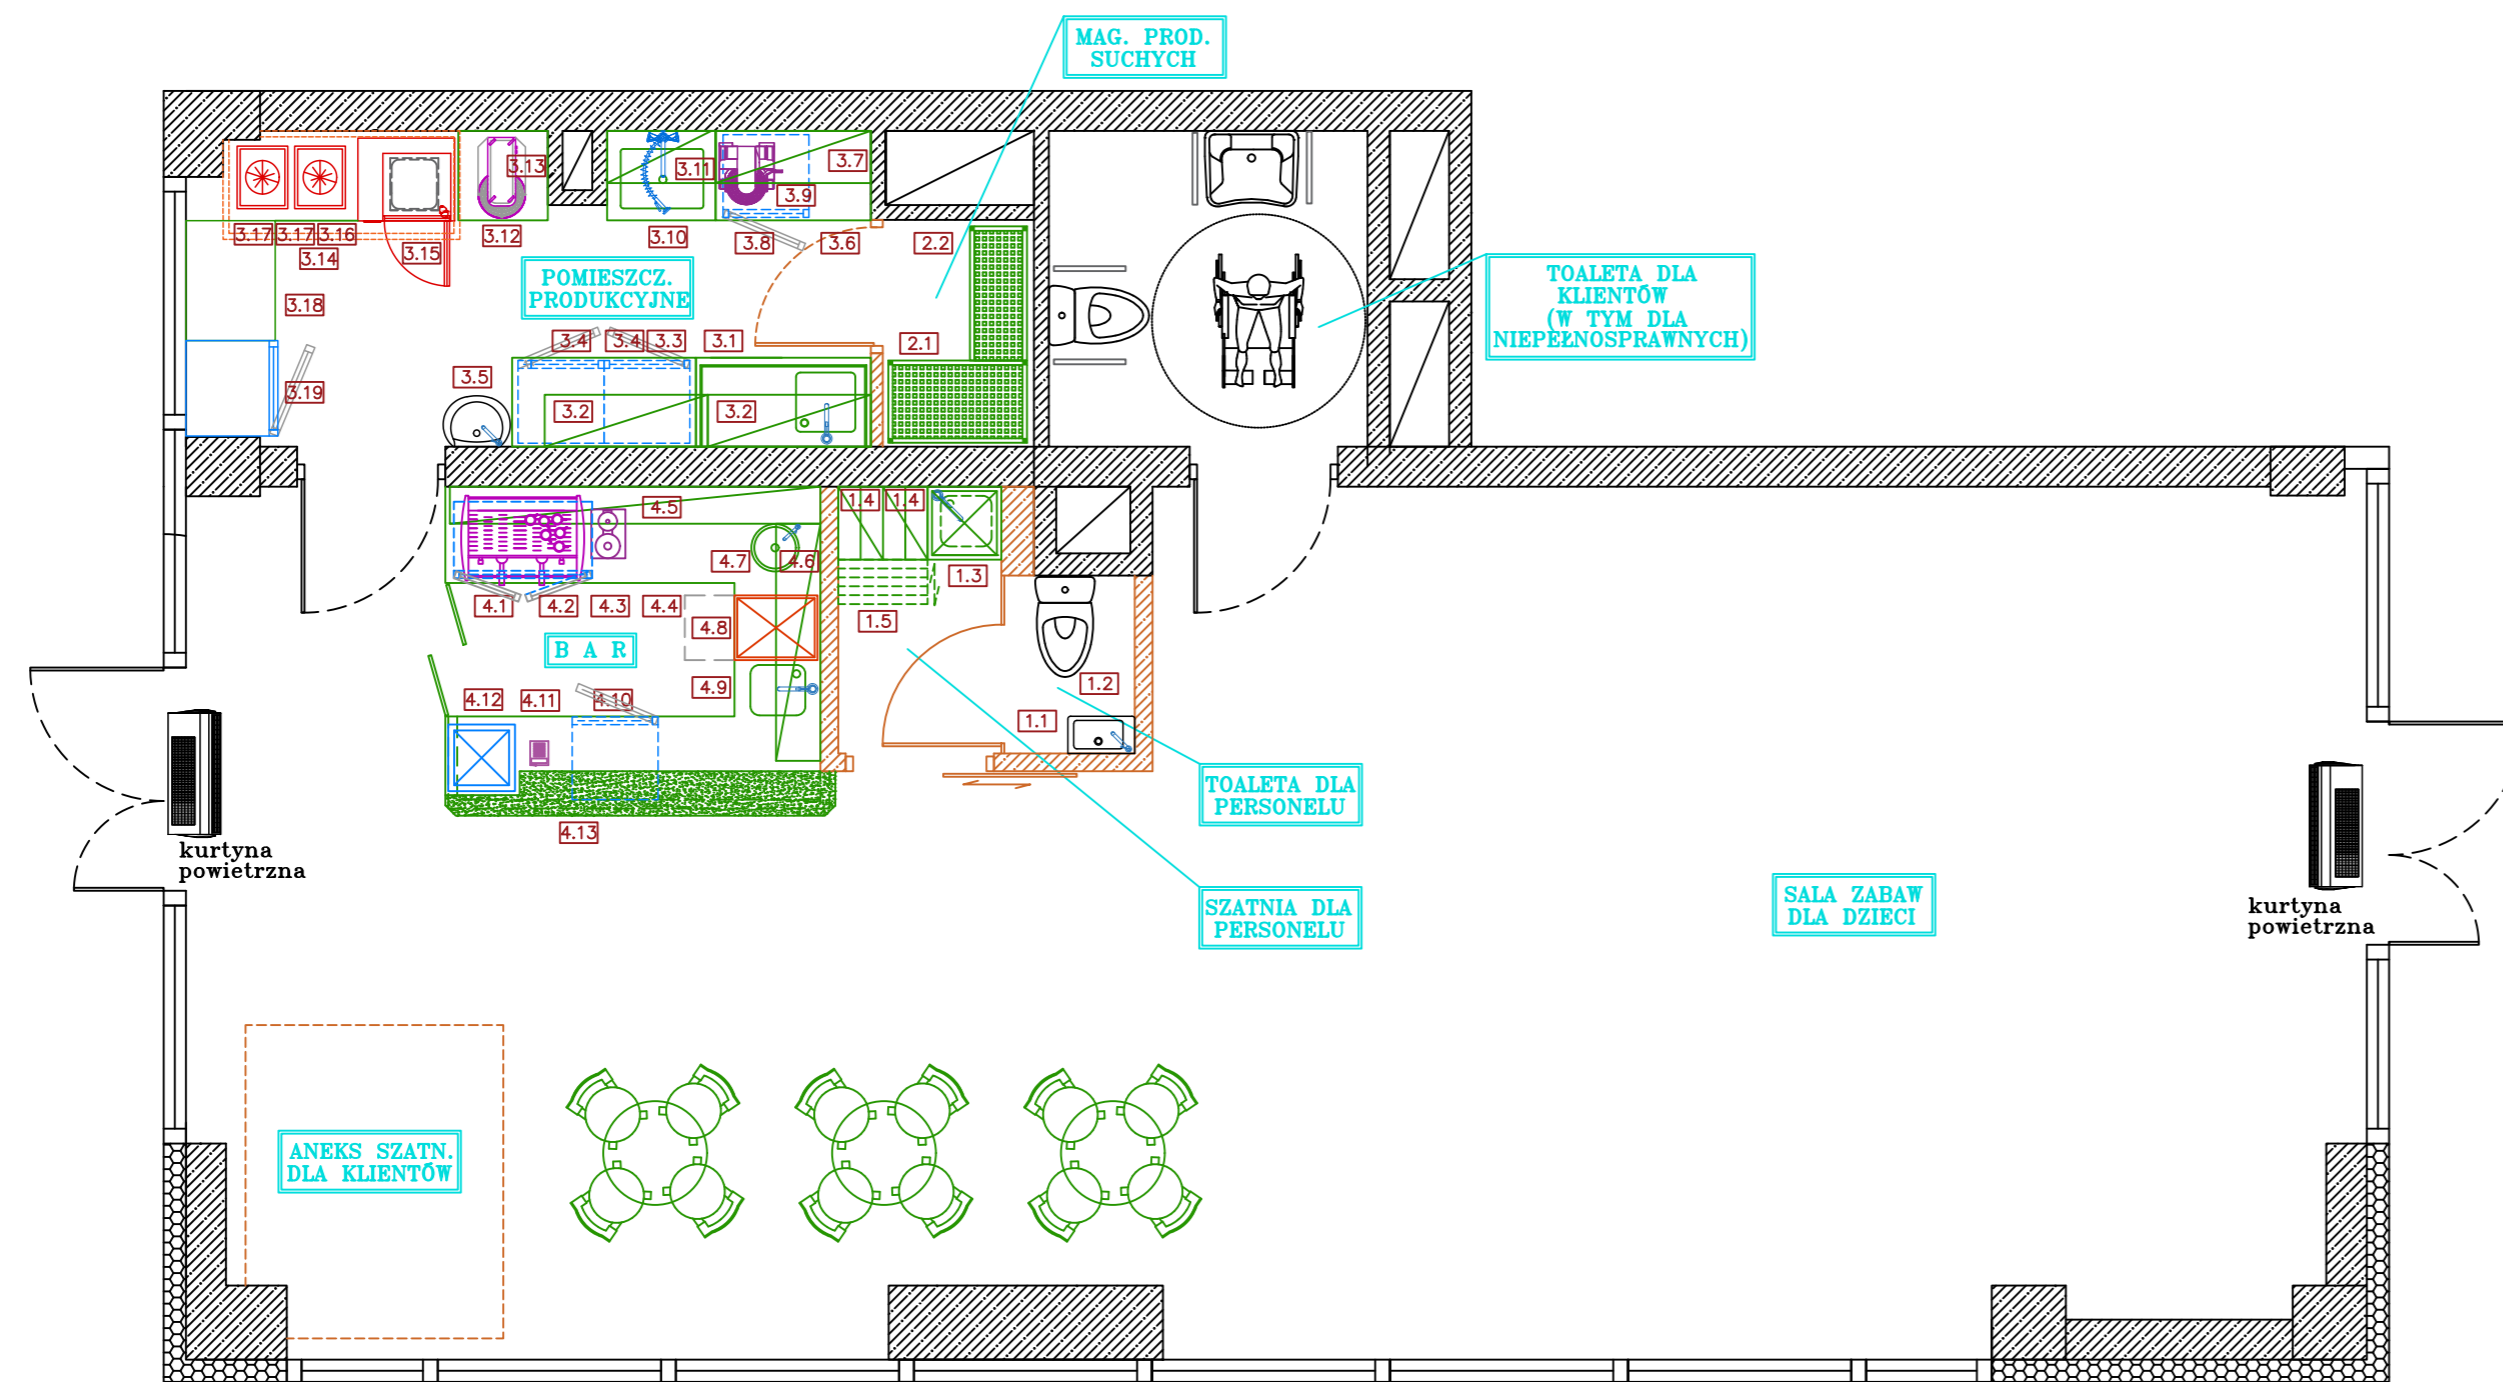 MAG. PROD.
SUCHYCH
3.13
3.11
3.7
3.9
3.17
3.17
3.16
3.12
3.10
3.8
3.6
2.2
3.14
3.15
POMIESZCZ.
PRODUKCYJNE
TOALETA DLA
KLIENTÓW
(W TYM DLA
NIEPEŁNOSPRAWNYCH)
3.18
3.4
3.4
3.3
3.1
2.1
3.5
3.19
3.2
3.2
4.5
1.4
1.4
4.7
4.6
1.3
4.1
4.2
4.3
4.4
4.8
1.5
B A R
4.12
4.11
4.10
4.9
1.2
1.1
TOALETA DLA
PERSONELU
4.13
kurtyna
powietrzna
SZATNIA DLA
PERSONELU
SALA ZABAW
DLA DZIECI
kurtyna
powietrzna
ANEKS SZATN.
DLA KLIENTÓW